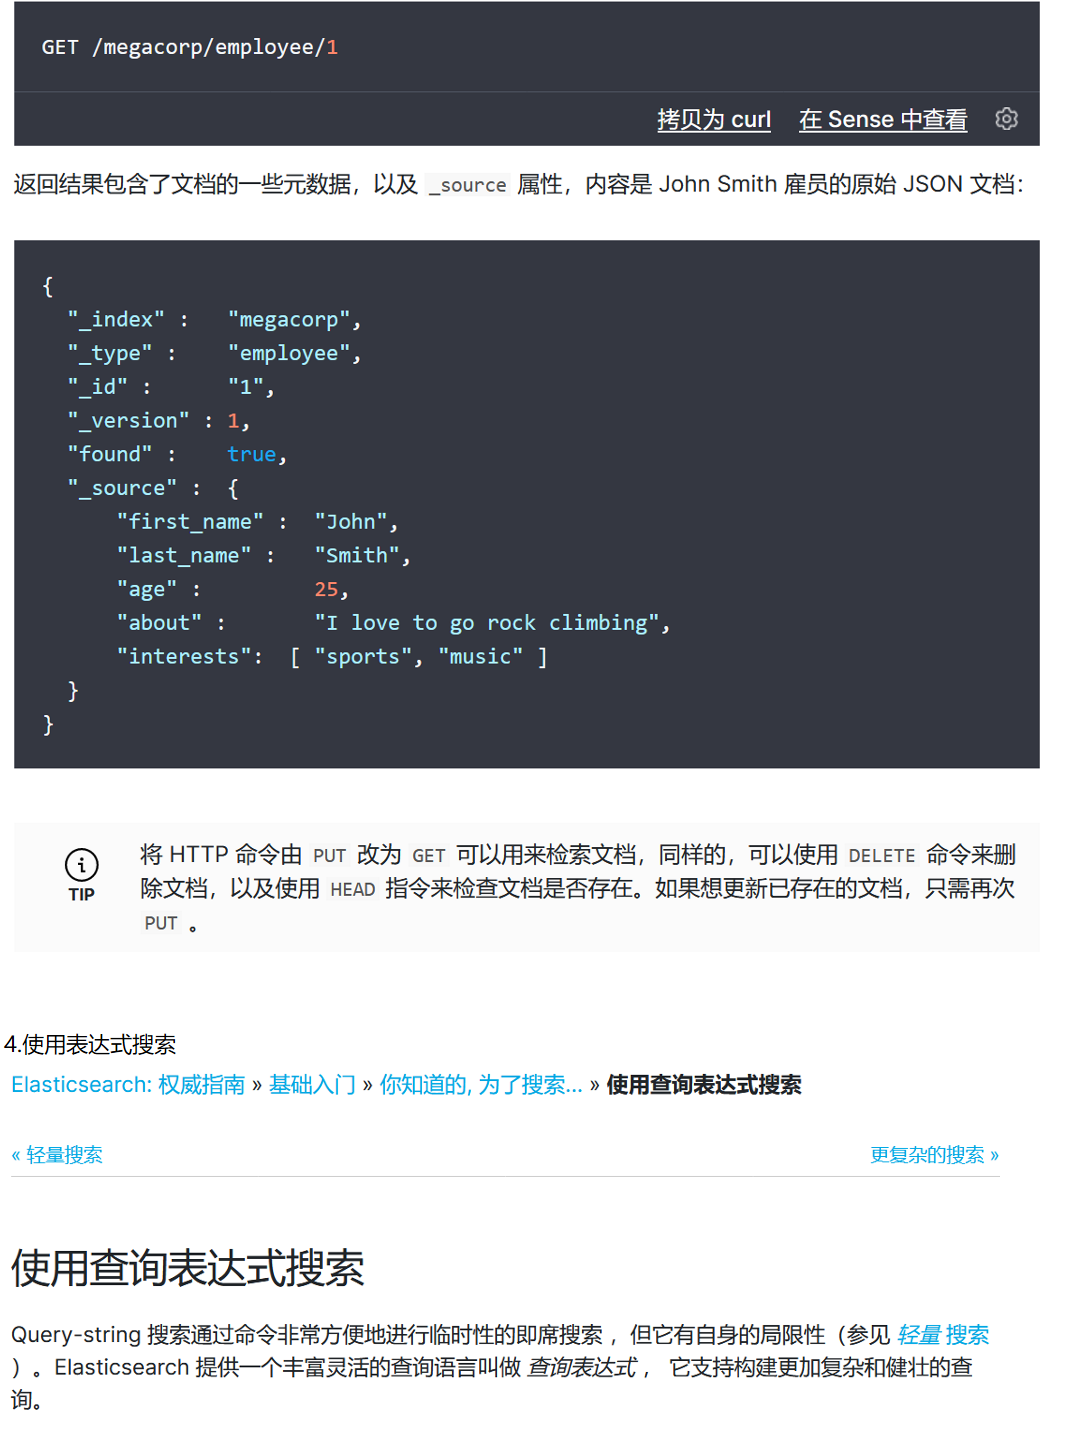 GET /megacorp/employee/1
拷贝为 curl 在 Sense 中查看
返回结果包含了文档的一些元数据，以及 _source 属性，内容是 John Smith 雇员的原始 JSON 文档：
{
"_index" : "megacorp",
"_type" : "employee",
"_id" : "1",
"_version" : 1,
"found" : true,
"_source" : {
"first_name" : "John",
"last_name" : "Smith",
"age" : 25,
"about" : "I love to go rock climbing",
"interests": [ "sports", "music" ]
}
}
TIP
将 HTTP 命令由 PUT 改为 GET 可以用来检索文档，同样的，可以使用 DELETE 命令来删
除文档，以及使用 HEAD 指令来检查文档是否存在。如果想更新已存在的文档，只需再次
PUT 。
4.使用表达式搜索
Elasticsearch: 权威指南 » 基础入门 » 你知道的, 为了搜索... » 使用查询表达式搜索
« 轻量搜索 更复杂的搜索 »
使用查询表达式搜索
Query-string 搜索通过命令非常方便地进行临时性的即席搜索 ，但它有自身的局限性（参见 轻量 搜索
）。Elasticsearch 提供一个丰富灵活的查询语言叫做 查询表达式 ， 它支持构建更加复杂和健壮的查
询。